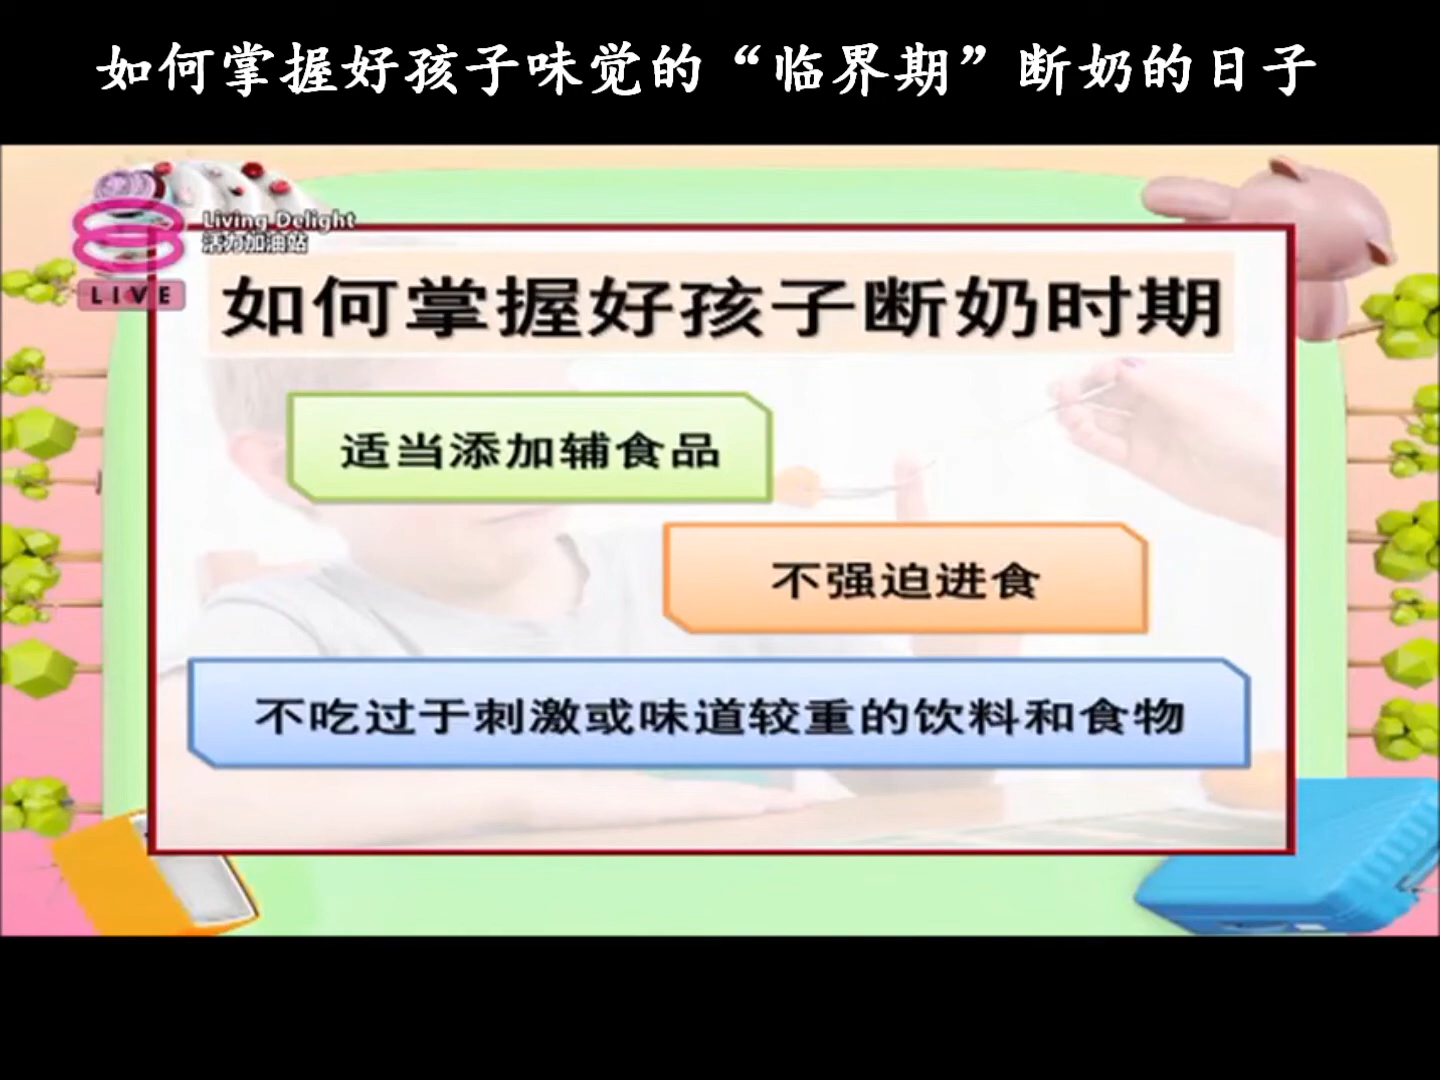 如何掌握好孩子味觉的“临界期”断奶的日子
Living Delight
活力加油站
LIVE
如何掌握好孩子断奶时期
适当添加辅食品
不强迫进食
不吃过于刺激或味道较重的饮料和食物